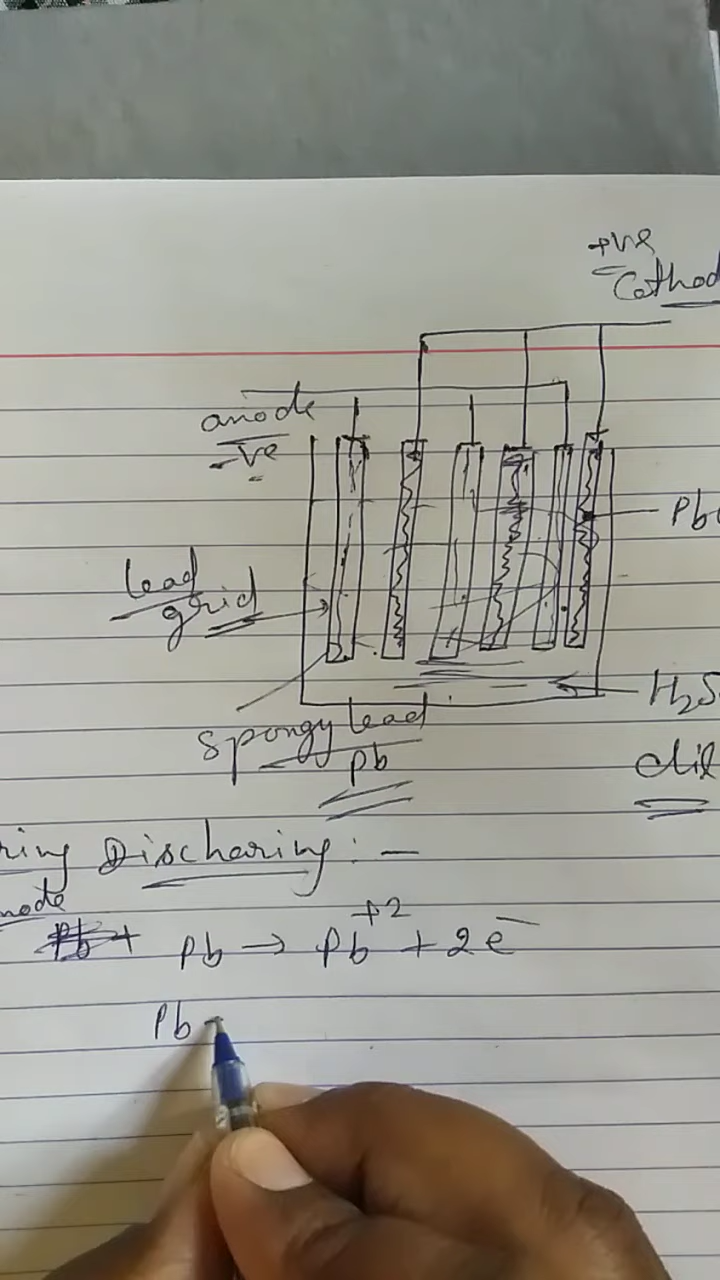 +ve
Cathod
anode
-ve
Pb
lead
grid
H₂S
spongy lead
Pb
dil
ring Discharing : —
node
Pb → Pb⁺² + 2e⁻
Pb